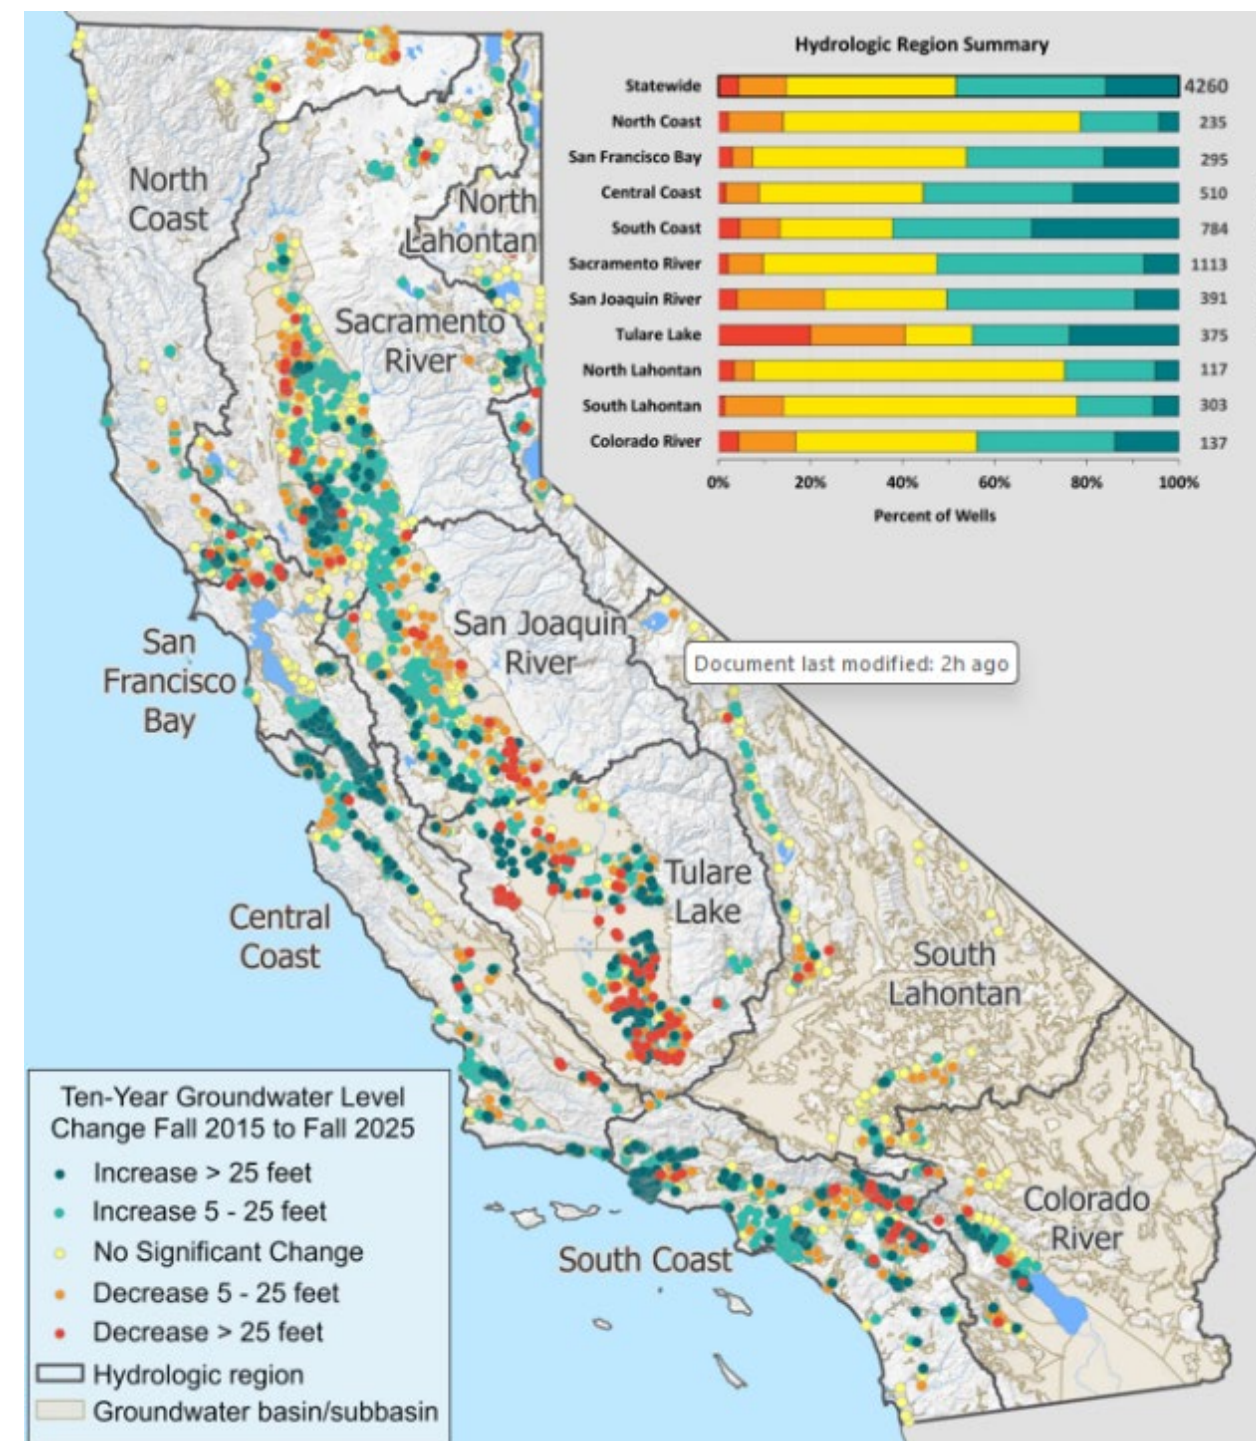 Hydrologic Region Summary
Statewide 4260
North Coast 235
San Francisco Bay 295
Central Coast 510
South Coast 784
Sacramento River 1113
San Joaquin River 391
Tulare Lake 375
North Lahontan 117
South Lahontan 303
Colorado River 137
0% 20% 40% 60% 80% 100%
Percent of Wells
North
Coast
North
Lahontan
Sacramento
River
San Joaquin
River
San
Francisco
Bay
Document last modified: 2h ago
Tulare
Lake
Central
Coast
South
Lahontan
Colorado
River
South Coast
Ten-Year Groundwater Level
Change Fall 2015 to Fall 2025
Increase > 25 feet
Increase 5 - 25 feet
No Significant Change
Decrease 5 - 25 feet
Decrease > 25 feet
Hydrologic region
Groundwater basin/subbasin